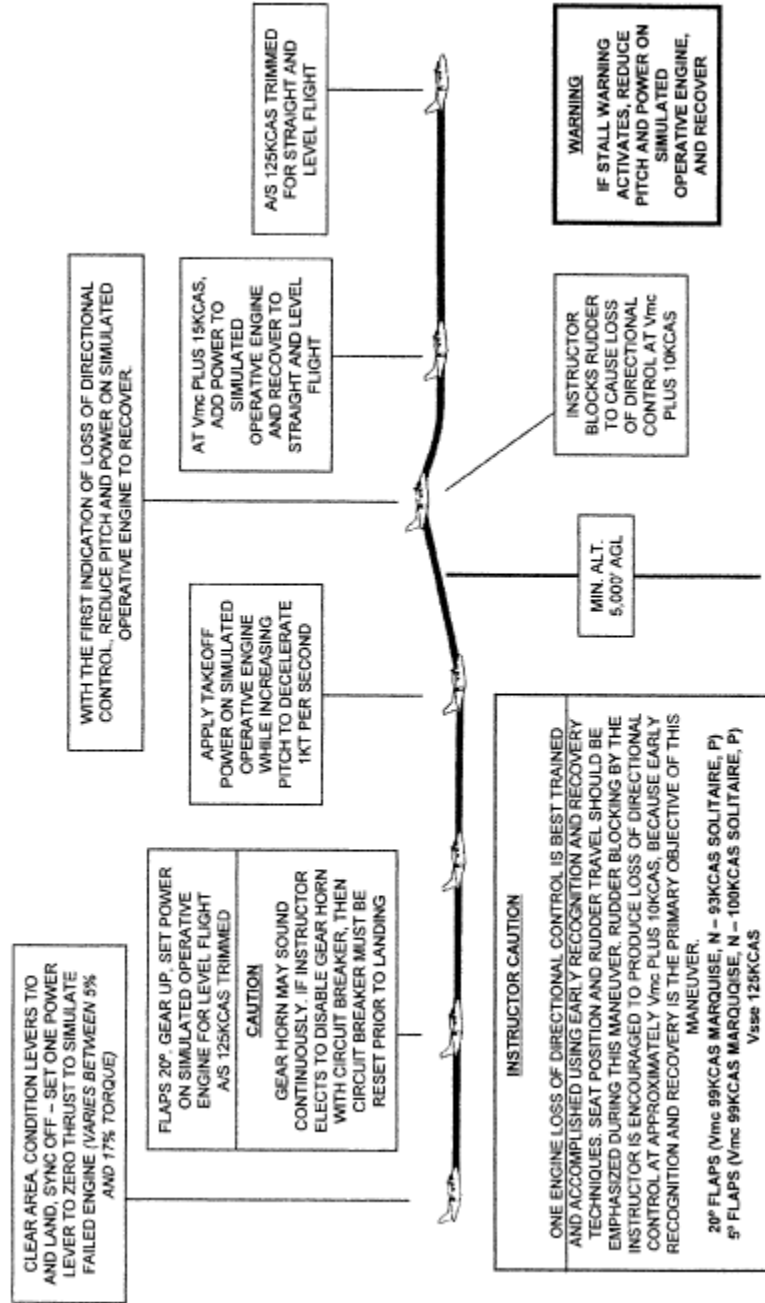 CLEAR AREA, CONDITION LEVERS T/O
AND LAND, SYNC OFF – SET ONE POWER
LEVER TO ZERO THRUST TO SIMULATE
FAILED ENGINE (VARIES BETWEEN 5%
AND 17% TORQUE)
FLAPS 20º, GEAR UP, SET POWER
ON SIMULATED OPERATIVE
ENGINE FOR LEVEL FLIGHT
A/S 125KCAS TRIMMED
CAUTION
GEAR HORN MAY SOUND
CONTINUOUSLY. IF INSTRUCTOR
ELECTS TO DISABLE GEAR HORN
WITH CIRCUIT BREAKER, THEN
CIRCUIT BREAKER MUST BE
RESET PRIOR TO LANDING
APPLY TAKEOFF
POWER ON SIMULATED
OPERATIVE ENGINE
WHILE INCREASING
PITCH TO DECELERATE
1KT PER SECOND
WITH THE FIRST INDICATION OF LOSS OF DIRECTIONAL
CONTROL, REDUCE PITCH AND POWER ON SIMULATED
OPERATIVE ENGINE TO RECOVER.
AT Vmc PLUS 15KCAS,
ADD POWER TO
SIMULATED
OPERATIVE ENGINE
AND RECOVER TO
STRAIGHT AND LEVEL
FLIGHT
A/S 125KCAS TRIMMED
FOR STRAIGHT AND
LEVEL FLIGHT
INSTRUCTOR CAUTION
ONE ENGINE LOSS OF DIRECTIONAL CONTROL IS BEST TRAINED
AND ACCOMPLISHED USING EARLY RECOGNITION AND RECOVERY
TECHNIQUES. SEAT POSITION AND RUDDER TRAVEL SHOULD BE
EMPHASIZED DURING THIS MANEUVER. RUDDER BLOCKING BY THE
INSTRUCTOR IS ENCOURAGED TO PRODUCE LOSS OF DIRECTIONAL
CONTROL AT APPROXIMATELY Vmc PLUS 10KCAS, BECAUSE EARLY
RECOGNITION AND RECOVERY IS THE PRIMARY OBJECTIVE OF THIS
MANEUVER.
20º FLAPS (Vmc 99KCAS MARQUISE, N – 93KCAS SOLITAIRE, P)
5º FLAPS (Vmc 99KCAS MARQUQISE, N – 100KCAS SOLITAIRE, P)
Vsse 125KCAS
MIN. ALT.
5,000' AGL
INSTRUCTOR
BLOCKS RUDDER
TO CAUSE LOSS
OF DIRECTIONAL
CONTROL AT Vmc
PLUS 10KCAS
WARNING
IF STALL WARNING
ACTIVATES, REDUCE
PITCH AND POWER ON
SIMULATED
OPERATIVE ENGINE,
AND RECOVER